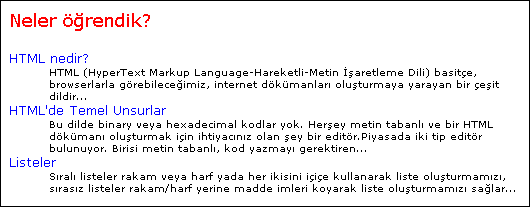 Neler öğrendik?
HTML nedir?
HTML (HyperText Markup Language-Hareketli-Metin İşaretleme Dili) basitçe,
browserlarla görebileceğimiz, internet dökümanları oluşturmaya yarayan bir çeşit
dildir...
HTML'de Temel Unsurlar
Bu dilde binary veya hexadecimal kodlar yok. Herşey metin tabanlı ve bir HTML
dökümanı oluşturmak için ihtiyacınız olan şey bir editör.Piyasada iki tip editör
bulunuyor. Birisi metin tabanlı, kod yazmayı gerektiren...
Listeler
Sıralı listeler rakam veya harf yada her ikisini içiçe kullanarak liste oluşturmamızı,
sırasız listeler rakam/harf yerine madde imleri koyarak liste oluşturmamızı sağlar...